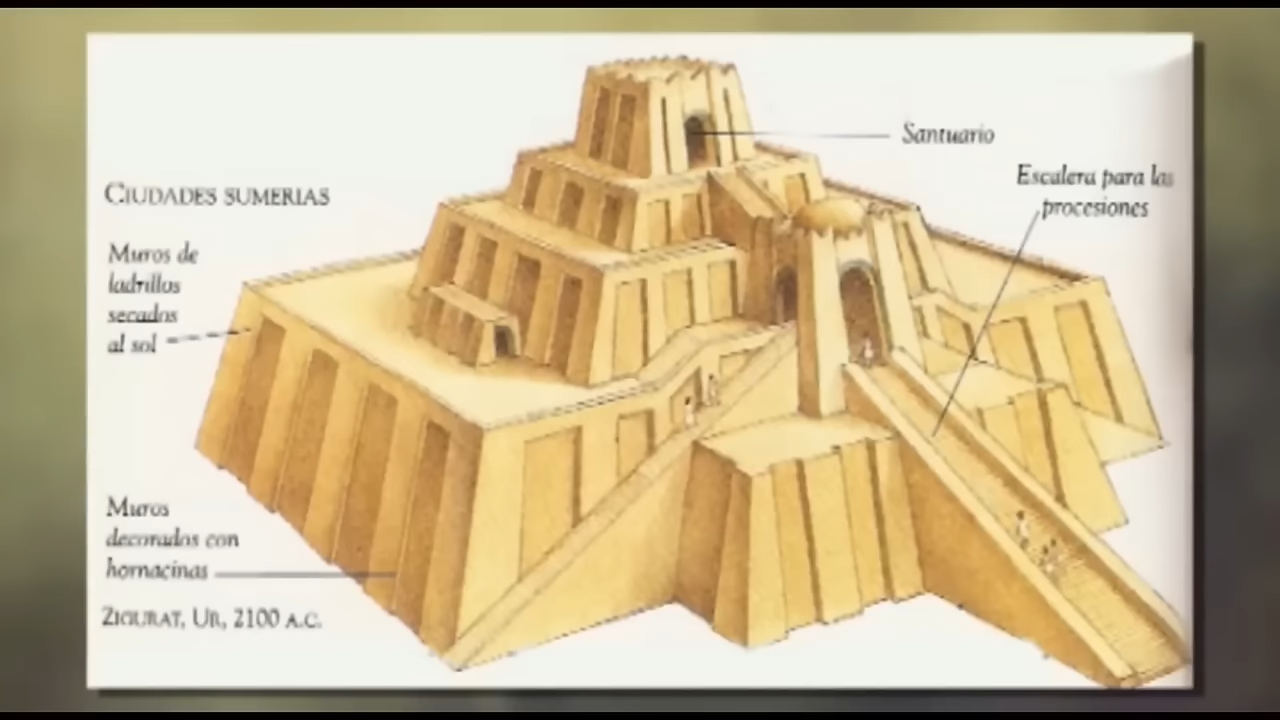 Santuario
Escalera para las
procesiones
CIUDADES SUMERIAS
Muros de
ladrillos
secados
al sol
Muros
decorados con
hornacinas
ZIGURAT, UR, 2100 A.C.